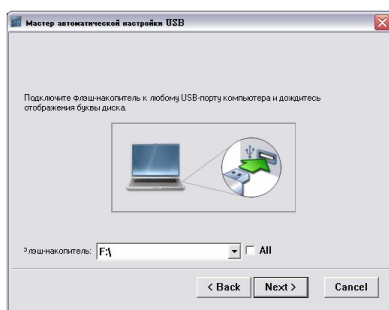 Мастер автоматической настройки USB
Подключите флэш-накопитель к любому USB-порту компьютера и дождитесь
отображения буквы диска.
Флэш-накопитель: F:\ All
< Back Next > Cancel